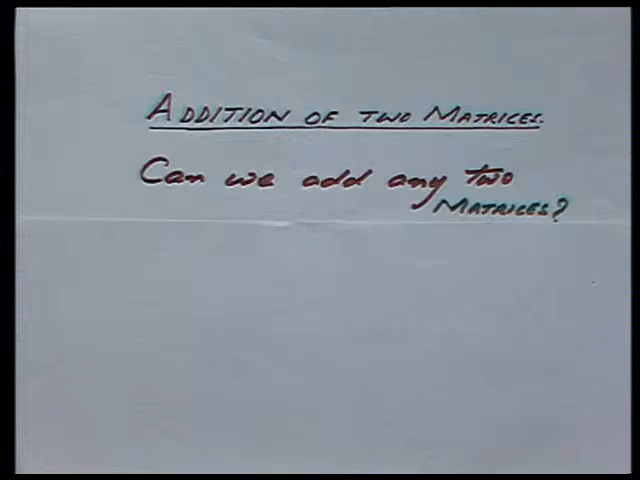 ADDITION OF TWO MATRICES.
Can we add any two
MATRICES?